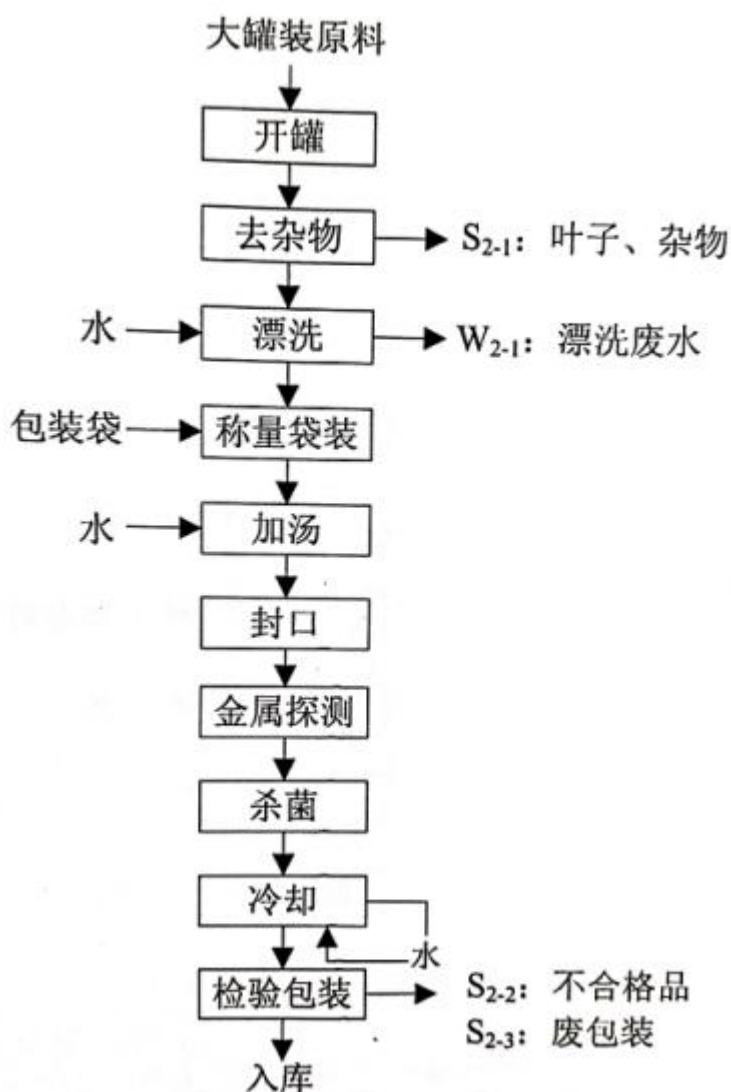 大罐装原料
开罐
去杂物
S2-1：叶子、杂物
水
漂洗
W2-1：漂洗废水
包装袋
称量袋装
水
加汤
封口
金属探测
杀菌
冷却
水
检验包装
S2-2：不合格品
S2-3：废包装
入库